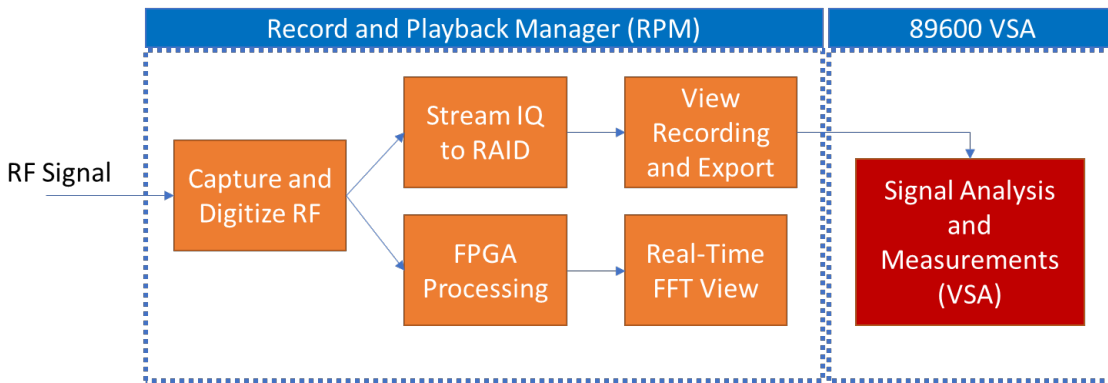 Record and Playback Manager (RPM)
89600 VSA
RF Signal
Capture and
Digitize RF
Stream IQ
to RAID
View
Recording
and Export
FPGA
Processing
Real-Time
FFT View
Signal Analysis
and
Measurements
(VSA)